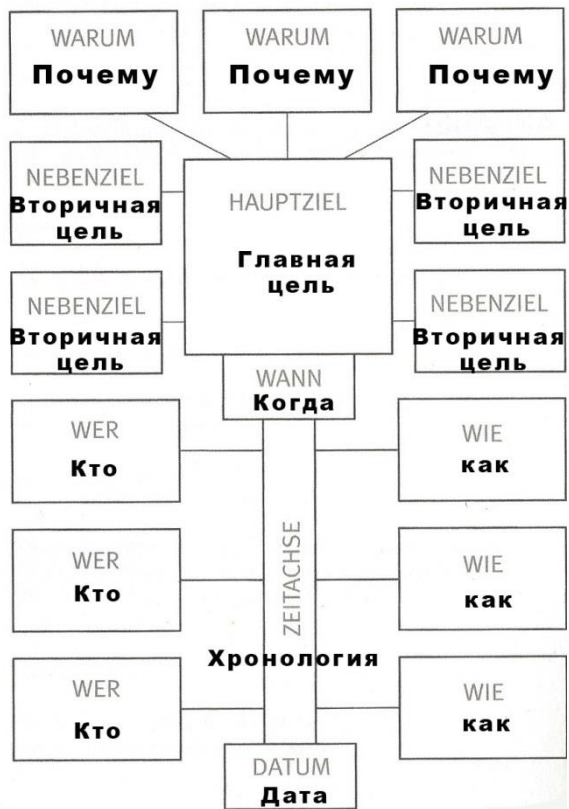 WARUM
Почему
WARUM
Почему
WARUM
Почему
NEBENZIEL
Вторичная
цель
HAUPTZIEL
Главная
цель
NEBENZIEL
Вторичная
цель
NEBENZIEL
Вторичная
цель
NEBENZIEL
Вторичная
цель
WANN
Когда
WER
Кто
WIE
как
WER
Кто
ZEITACHSE
Хронология
WIE
как
WER
Кто
WIE
как
DATUM
Дата